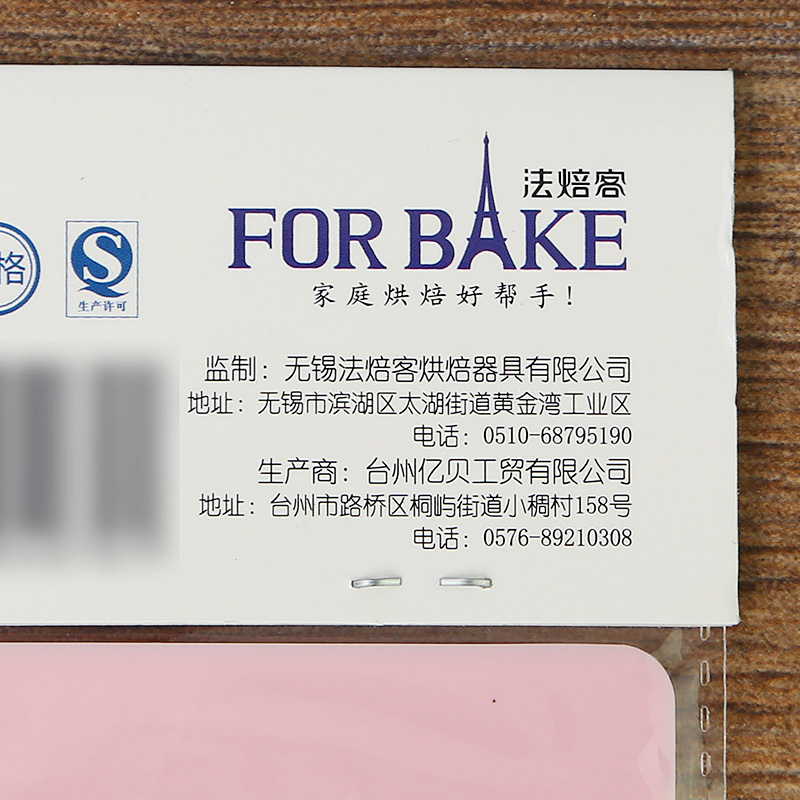 法焙客
FOR BAKE
家庭烘焙好帮手!
格
生产许可
监制：无锡法焙客烘焙器具有限公司
地址：无锡市滨湖区太湖街道黄金湾工业区
电话：0510-68795190
生产商：台州亿贝工贸有限公司
地址：台州市路桥区桐屿街道小稠村158号
电话：0576-89210308